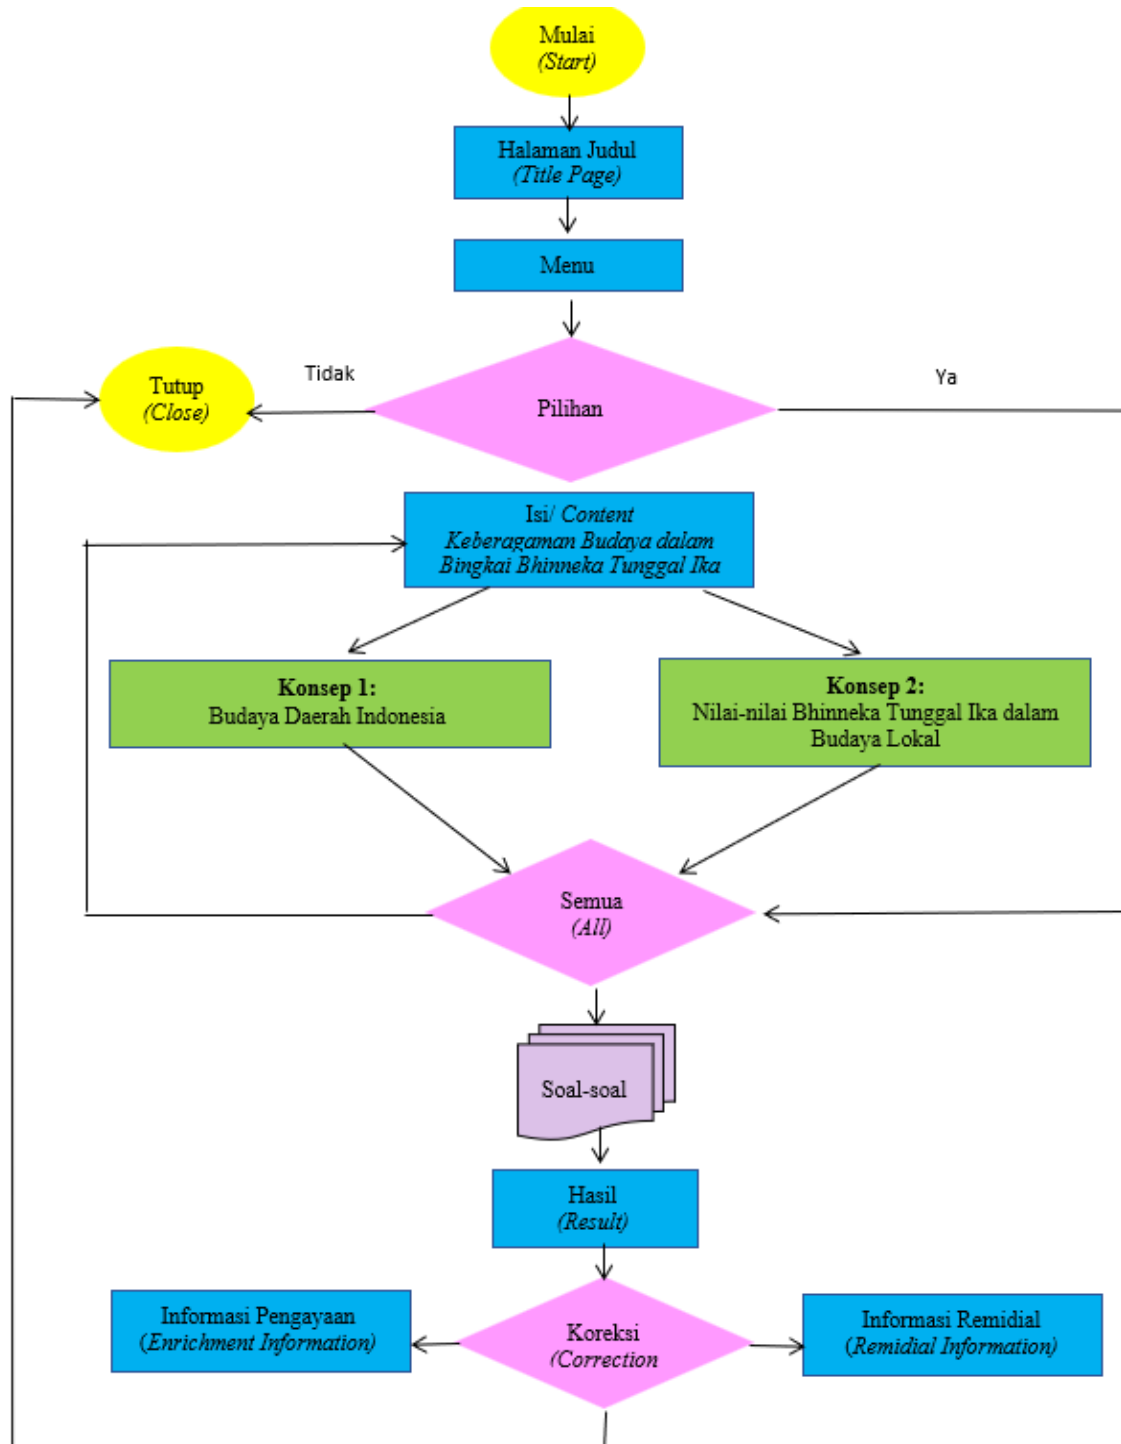 Mulai
(Start)
Halaman Judul
(Title Page)
Menu
Tidak
Ya
Tutup
(Close)
Pilihan
Isi/ Content
Keberagaman Budaya dalam
Bingkai Bhinneka Tunggal Ika
Konsep 1:
Budaya Daerah Indonesia
Konsep 2:
Nilai-nilai Bhinneka Tunggal Ika dalam
Budaya Lokal
Semua
(All)
Soal-soal
Hasil
(Result)
Informasi Pengayaan
(Enrichment Information)
Koreksi
(Correction
Informasi Remidial
(Remidial Information)